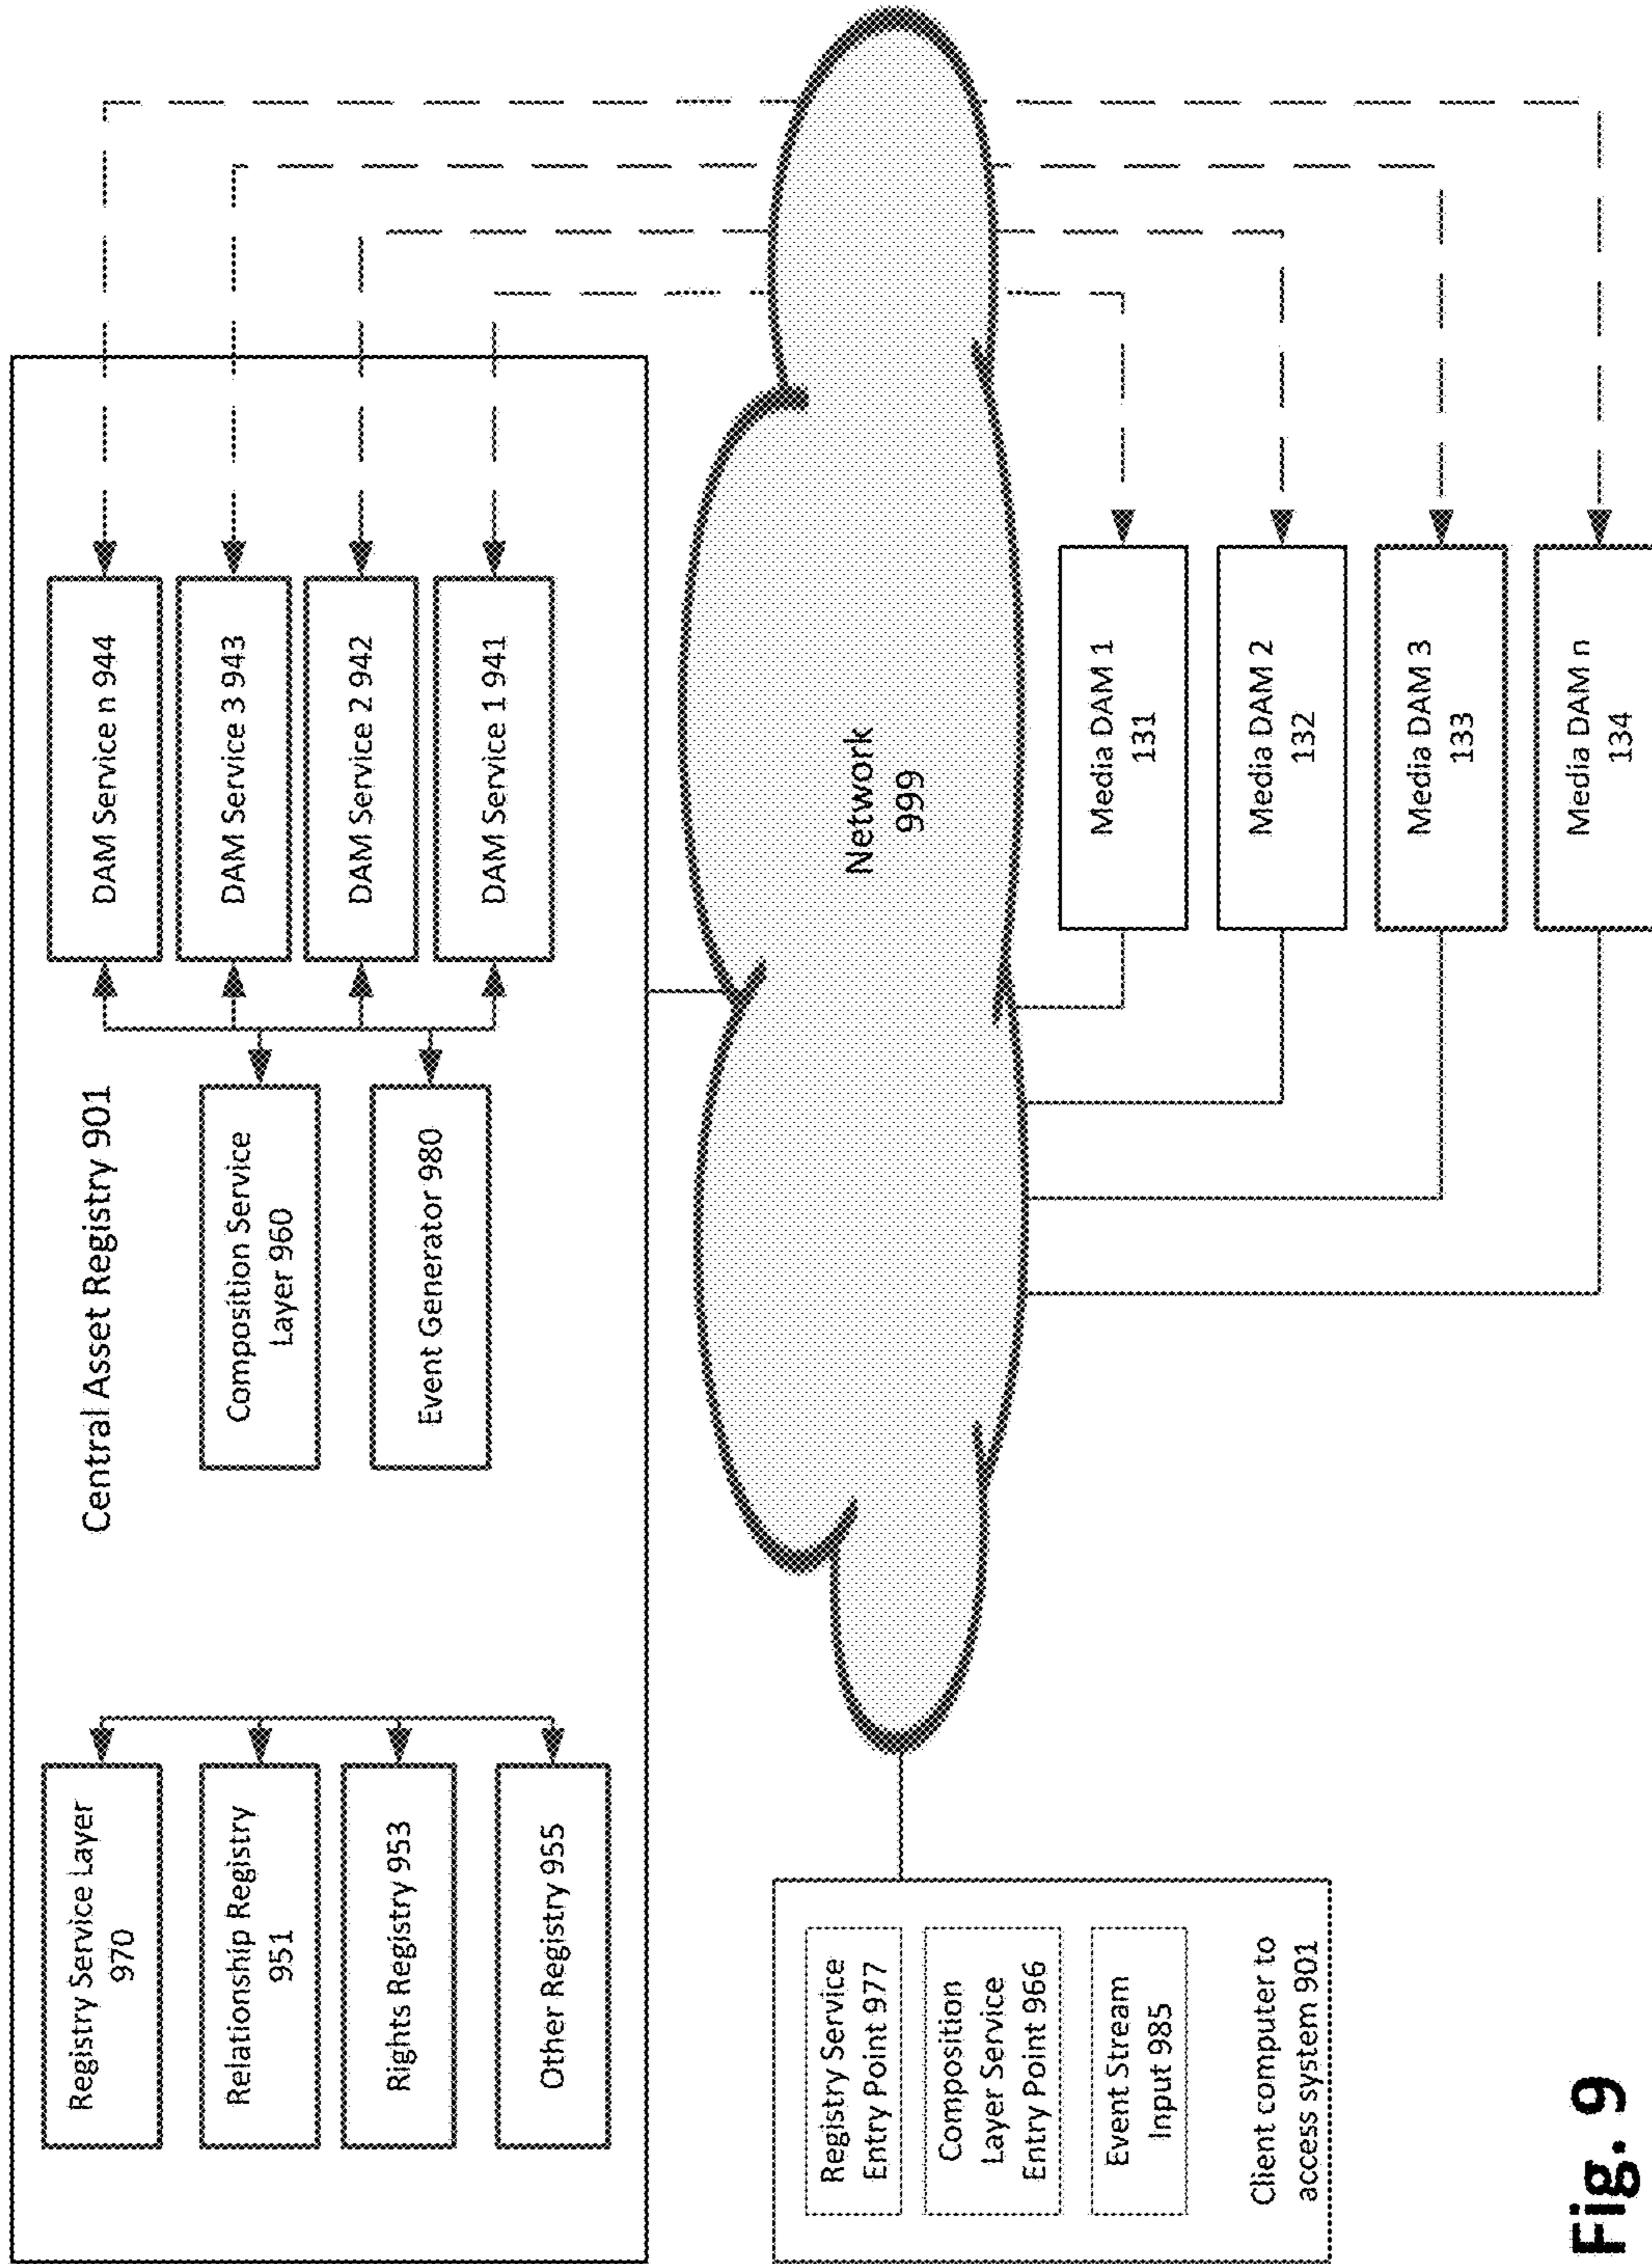 Central Asset Registry 901
Registry Service Layer
970
Relationship Registry
951
Rights Registry 953
Other Registry 955
Composition Service
Layer 960
Event Generator 980
DAM Service n 944
DAM Service 3 943
DAM Service 2 942
DAM Service 1 941
Network
999
Registry Service
Entry Point 977
Composition
Layer Service
Entry Point 966
Event Stream
Input 985
Client computer to
access system 901
Media DAM 1
131
Media DAM 2
132
Media DAM 3
133
Media DAM n
134
Fig. 9